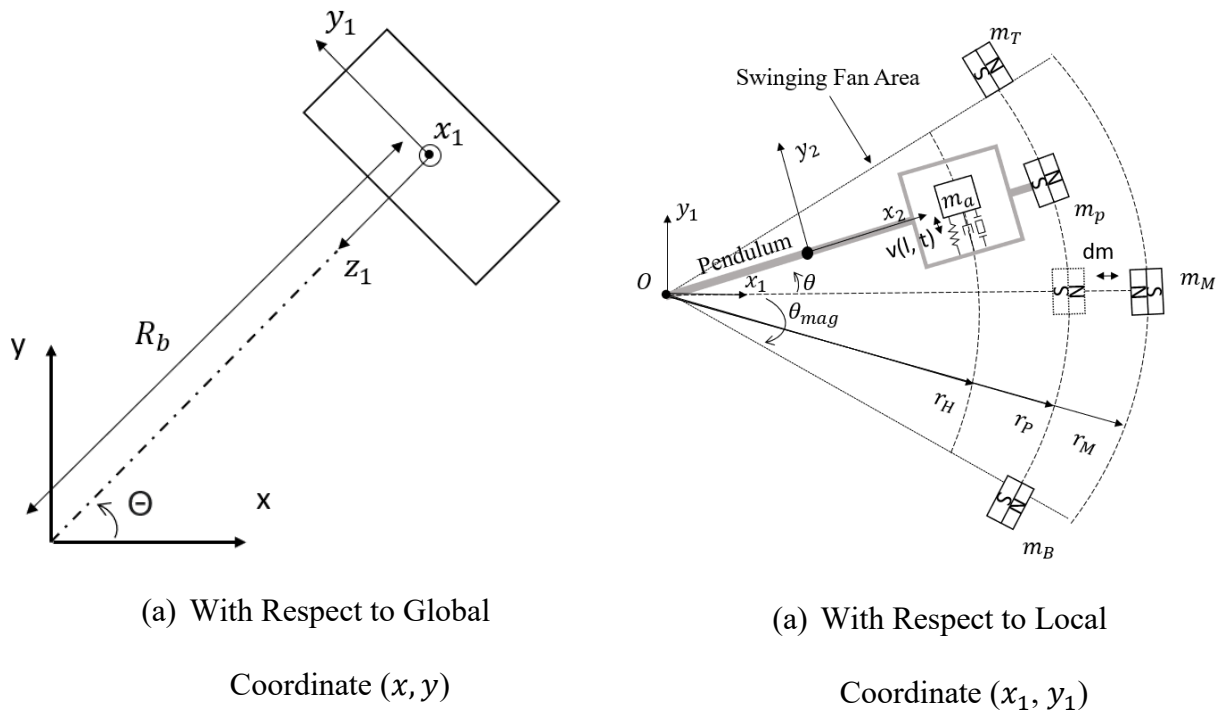 y₁
x₁
z₁
R_b
y
Θ
x
(a) With Respect to Global
Coordinate (x, y)
m_T
Swinging Fan Area
y₂
N
S
x₂
m_a
N
S
m_p
y₁
Pendulum
v(l, t)
dm
O
x₁
θ
N
S
N
S
m_M
θ_mag
r_H
r_P
r_M
N
S
m_B
(a) With Respect to Local
Coordinate (x₁, y₁)